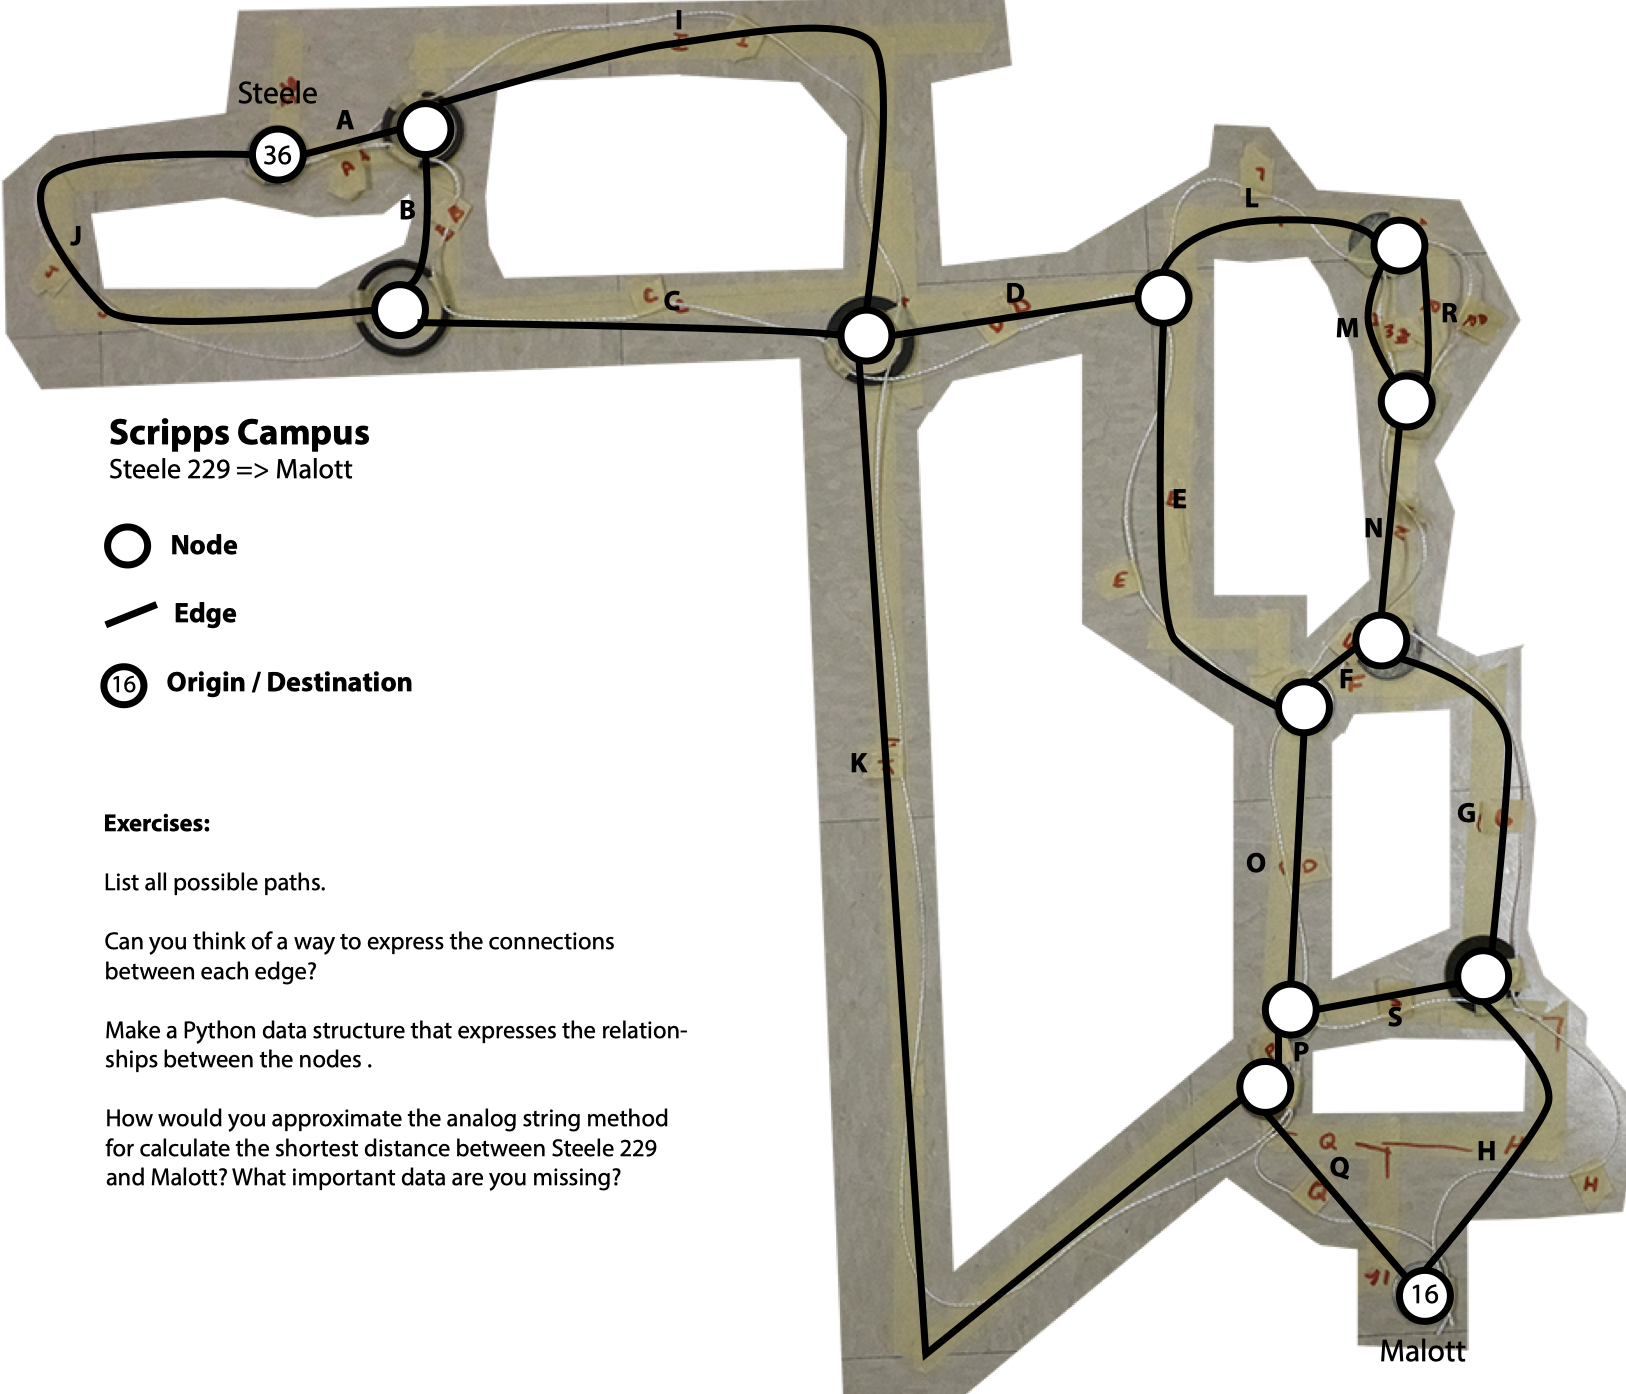 I
Steele
A
36
B
J
C
D
L
M
R
N
E
F
K
G
O
S
P
H
Q
16
Malott
Scripps Campus
Steele 229 => Malott
Node
Edge
16
Origin / Destination
Exercises:
List all possible paths.
Can you think of a way to express the connections
between each edge?
Make a Python data structure that expresses the relation-
ships between the nodes .
How would you approximate the analog string method
for calculate the shortest distance between Steele 229
and Malott? What important data are you missing?
I
A
B
C
C
D
D
E
K
N
F
G
O
Q
Q
H
H